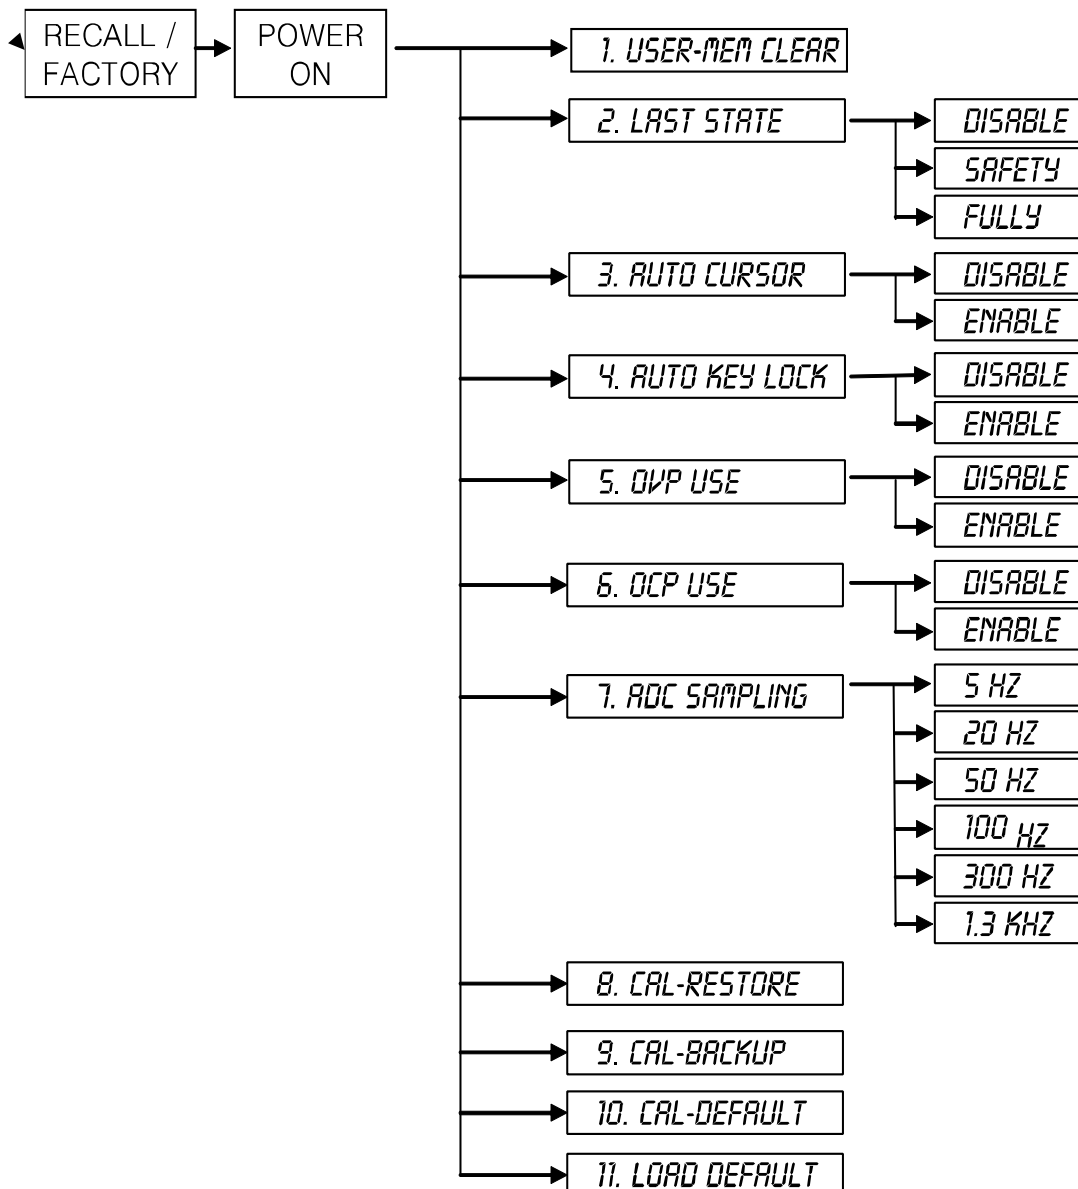 RECALL /
FACTORY
POWER
ON
1. USER-MEM CLEAR
2. LAST STATE
DISABLE
SAFETY
FULLY
3. AUTO CURSOR
DISABLE
ENABLE
4. AUTO KEY LOCK
DISABLE
ENABLE
5. OVP USE
DISABLE
ENABLE
6. OCP USE
DISABLE
ENABLE
7. ADC SAMPLING
5 HZ
20 HZ
50 HZ
100 HZ
300 HZ
1.3 KHZ
8. CAL-RESTORE
9. CAL-BACKUP
10. CAL-DEFAULT
11. LOAD DEFAULT